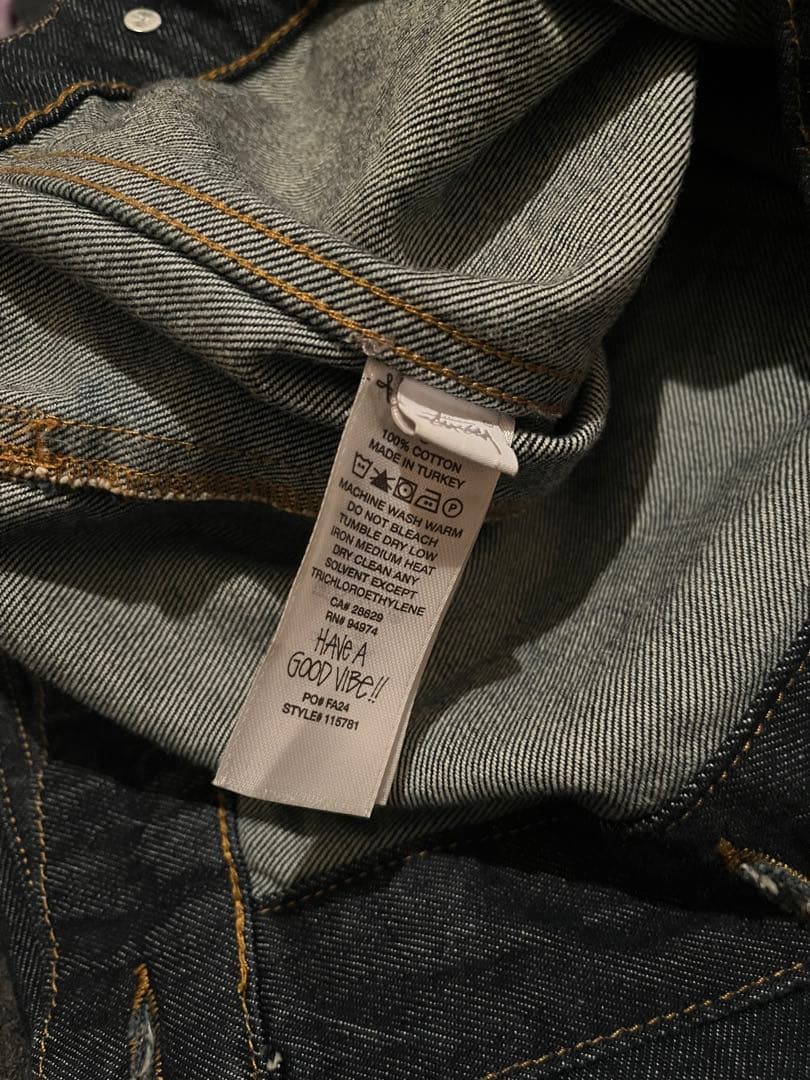 100% COTTON
MADE IN TURKEY
P
MACHINE WASH WARM
DO NOT BLEACH
TUMBLE DRY LOW
IRON MEDIUM HEAT
DRY CLEAN ANY
SOLVENT EXCEPT
TRICHLOROETHYLENE
CA# 28629
RN# 94974
HAVE A
GOOD VIBE!!
PO# FA24
STYLE# 115781